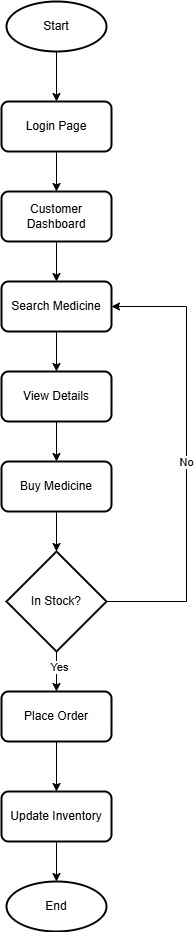 Start
Login Page
Customer
Dashboard
Search Medicine
View Details
Buy Medicine
No
In Stock?
Yes
Place Order
Update Inventory
End